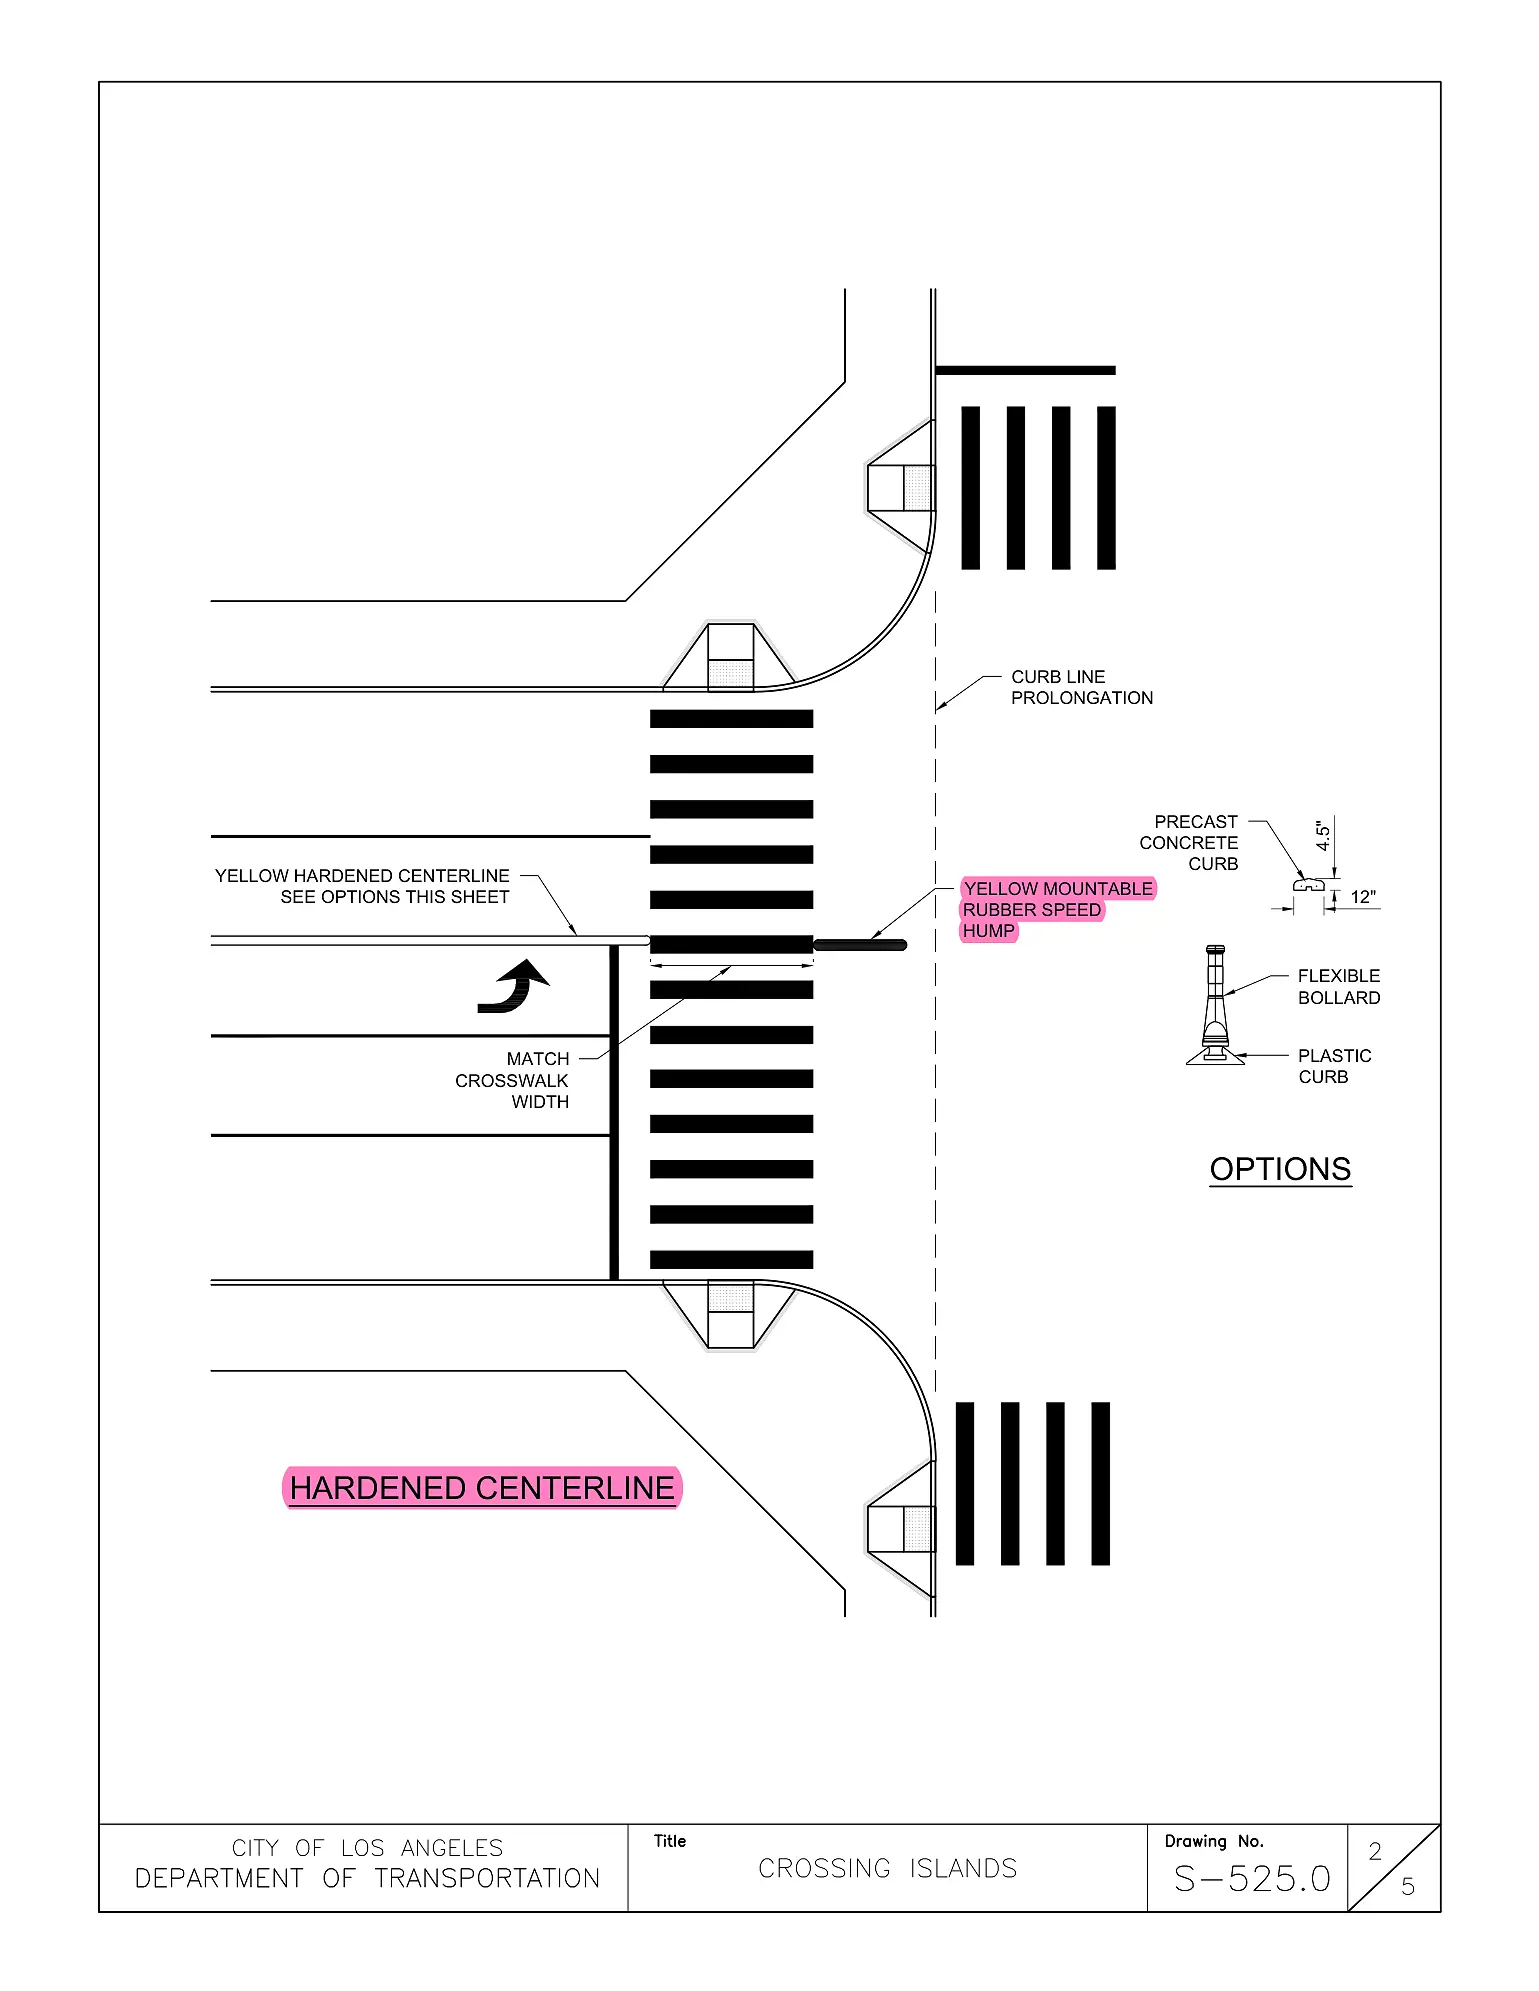 CURB LINE
PROLONGATION
PRECAST
CONCRETE
CURB
4.5"
12"
YELLOW HARDENED CENTERLINE
SEE OPTIONS THIS SHEET
YELLOW MOUNTABLE
RUBBER SPEED
HUMP
FLEXIBLE
BOLLARD
MATCH
CROSSWALK
WIDTH
PLASTIC
CURB
OPTIONS
HARDENED CENTERLINE
CITY OF LOS ANGELES
DEPARTMENT OF TRANSPORTATION
Title
CROSSING ISLANDS
Drawing No.
S-525.0
2
5